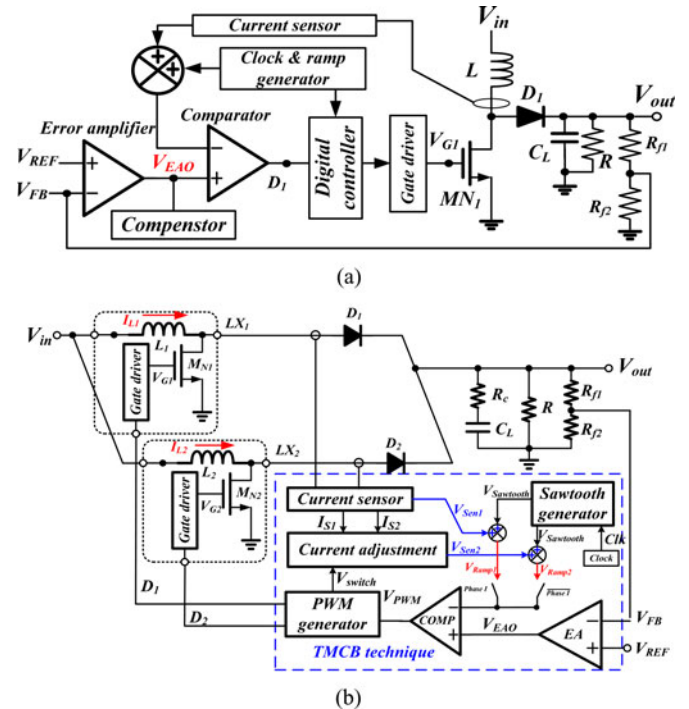 Current sensor
V_in
Clock & ramp generator
L
D_1
V_out
Error amplifier
Comparator
V_REF
V_EAO
V_FB
D_1
Compenstor
Digital controller
Gate driver
V_G1
MN_1
C_L
R
R_f1
R_f2
(a)
I_L1
LX_1
D_1
V_in
L_1
Gate driver
M_N1
V_G1
V_out
R_c
R
R_f1
C_L
R_f2
I_L2
LX_2
D_2
L_2
Gate driver
M_N2
V_G2
Current sensor
V_Sen1
V_Sawtooth
Sawtooth generator
I_S1
I_S2
V_Sawtooth
Clk
Clock
Current adjustment
V_Sen2
V_Ramp1
V_Ramp2
D_1
V_switch
Phase 1
Phase 1
D_2
PWM generator
V_PWM
COMP
V_EAO
EA
V_FB
V_REF
TMCB technique
(b)